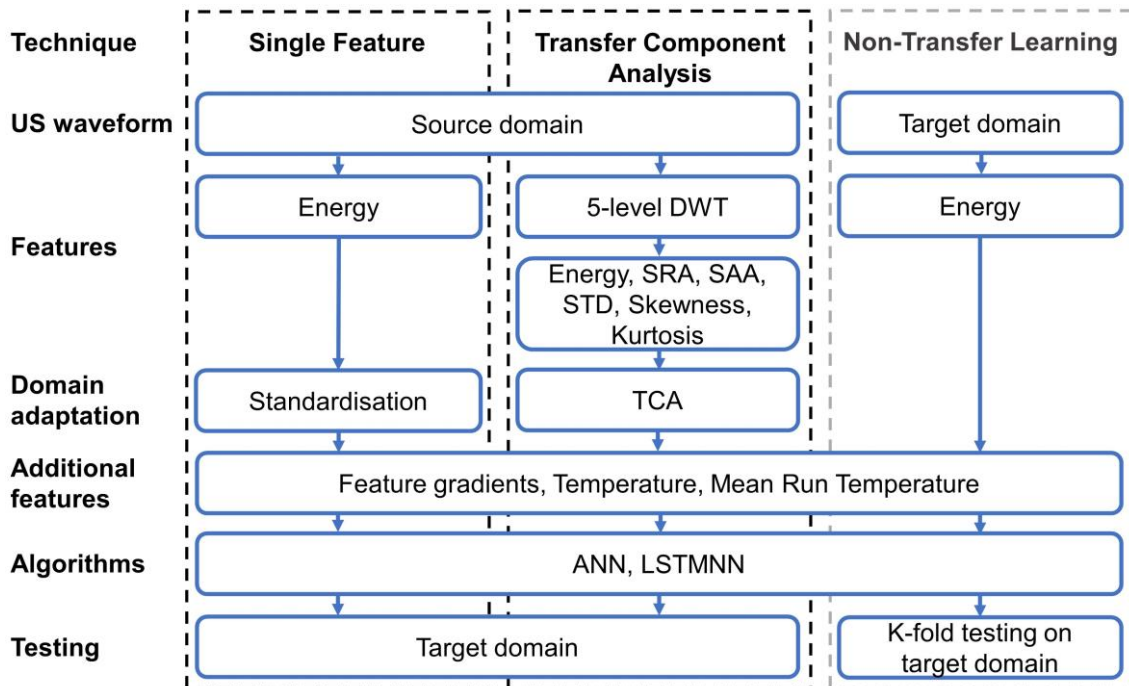 Technique
Single Feature
Transfer Component
Analysis
Non-Transfer Learning
US waveform
Source domain
Target domain
Features
Energy
5-level DWT
Energy
Energy, SRA, SAA,
STD, Skewness,
Kurtosis
Domain
adaptation
Standardisation
TCA
Additional
features
Feature gradients, Temperature, Mean Run Temperature
Algorithms
ANN, LSTMNN
Testing
Target domain
K-fold testing on
target domain